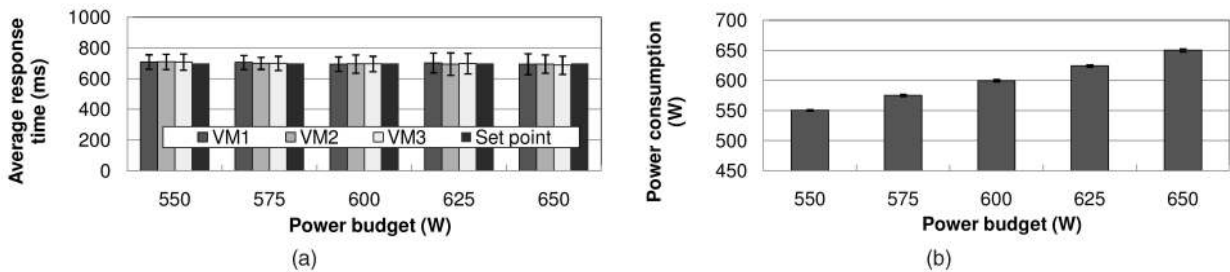 Average response
time (ms)
1000
800
600
400
200
0
VM1 VM2 VM3 Set point
550 575 600 625 650
Power budget (W)
(a)
Power consumption
(W)
700
650
600
550
500
450
550 575 600 625 650
Power budget (W)
(b)